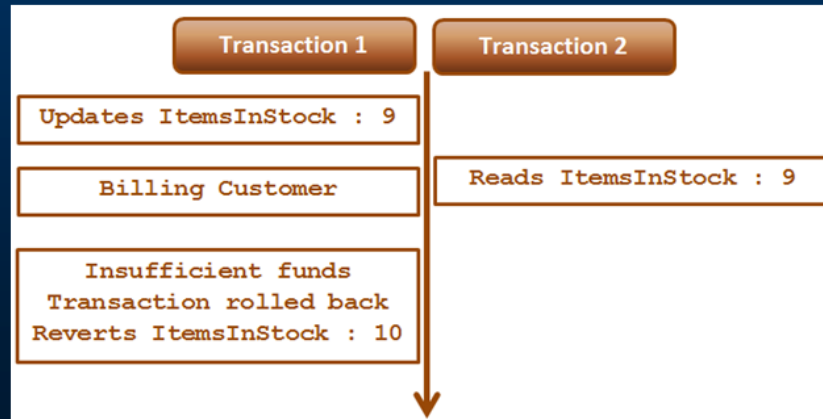 Transaction 1
Transaction 2
Updates ItemsInStock : 9
Billing Customer
Reads ItemsInStock : 9
Insufficient funds
Transaction rolled back
Reverts ItemsInStock : 10